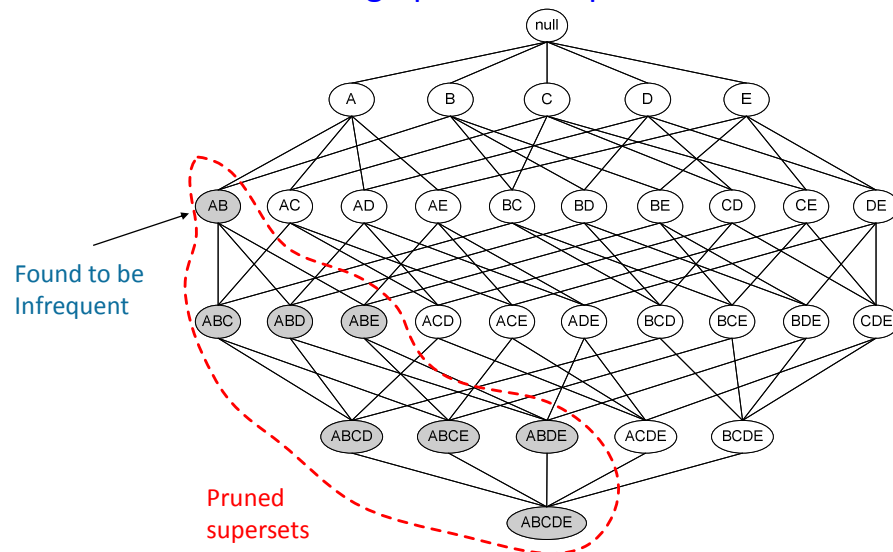 null
A B C D E
AB AC AD AE BC BD BE CD CE DE
Found to be
Infrequent
ABC ABD ABE ACD ACE ADE BCD BCE BDE CDE
ABCD ABCE ABDE ACDE BCDE
Pruned
supersets
ABCDE